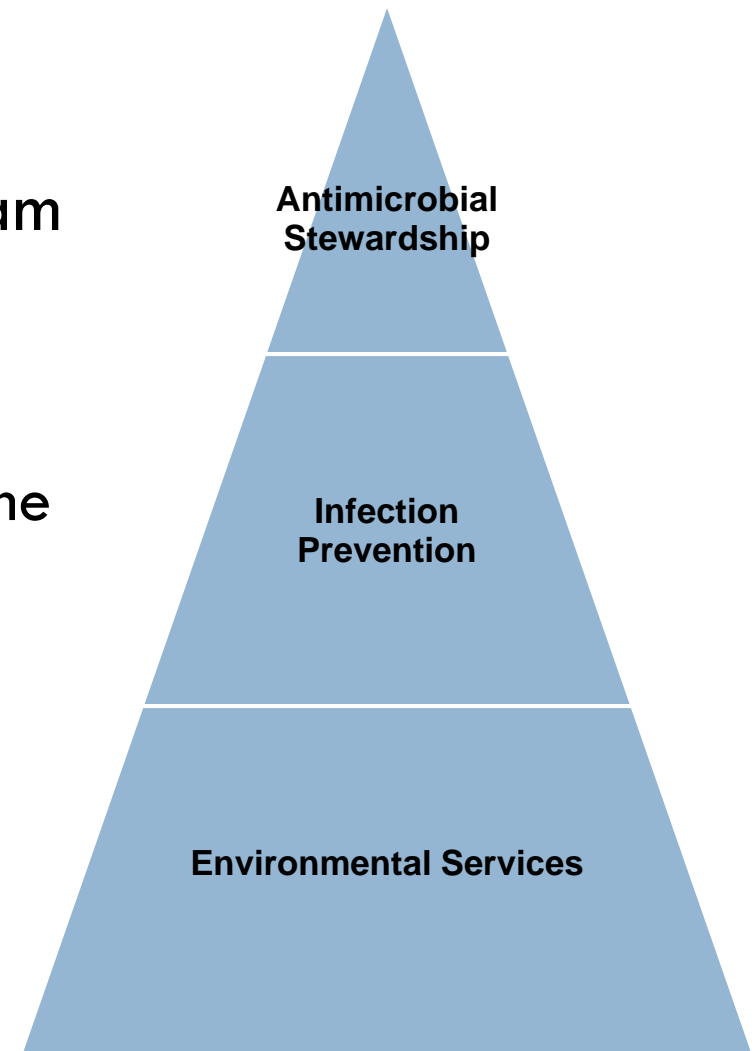 Antimicrobial
Stewardship
Infection
Prevention
Environmental Services